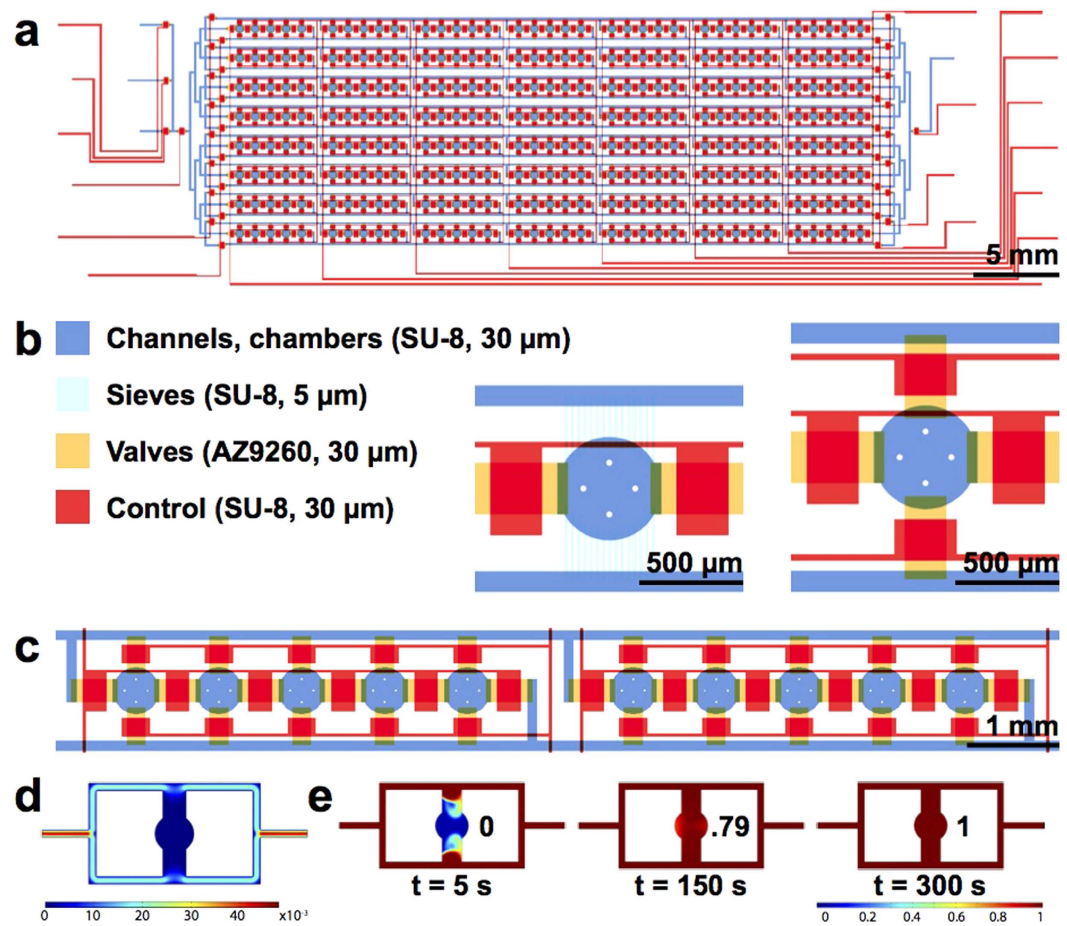 a
5 mm
b
Channels, chambers (SU-8, 30 µm)
Sieves (SU-8, 5 µm)
Valves (AZ9260, 30 µm)
Control (SU-8, 30 µm)
500 µm
500 µm
c
1 mm
d
0 10 20 30 40 x10⁻³
e
0
.79
1
t = 5 s
t = 150 s
t = 300 s
0 0.2 0.4 0.6 0.8 1